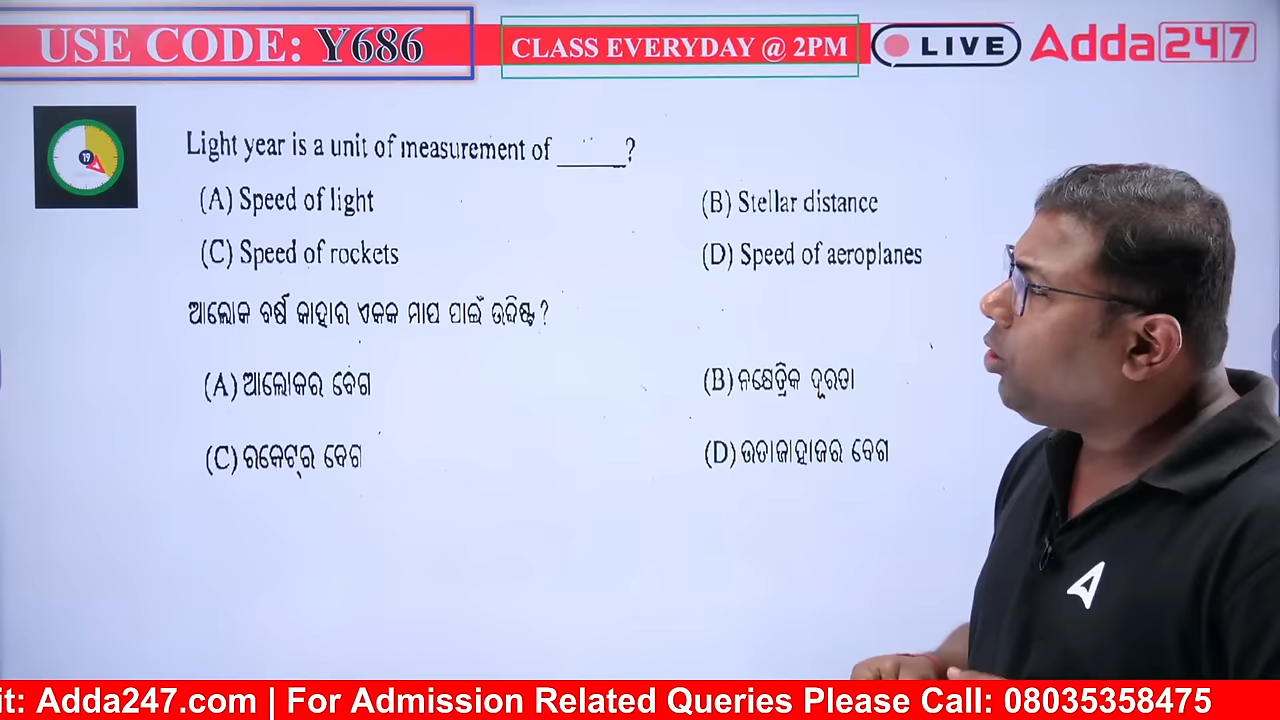 USE CODE: Y686
CLASS EVERYDAY @ 2PM
LIVE
Adda247
19
Light year is a unit of measurement of _____?
(A) Speed of light
(B) Stellar distance
(C) Speed of rockets
(D) Speed of aeroplanes
ଆଲୋକ ବର୍ଷ କାହାର ଏକକ ମାପ ପାଇଁ ଉଦ୍ଦିଷ୍ଟ ?
(A) ଆଲୋକର ବେଗ
(B) ନକ୍ଷେତ୍ରିକ ଦୂରତା
(C) ରକେଟ୍‌ର ବେଗ
(D) ଉଡାଜାହାଜର ବେଗ
it: Adda247.com | For Admission Related Queries Please Call: 08035358475